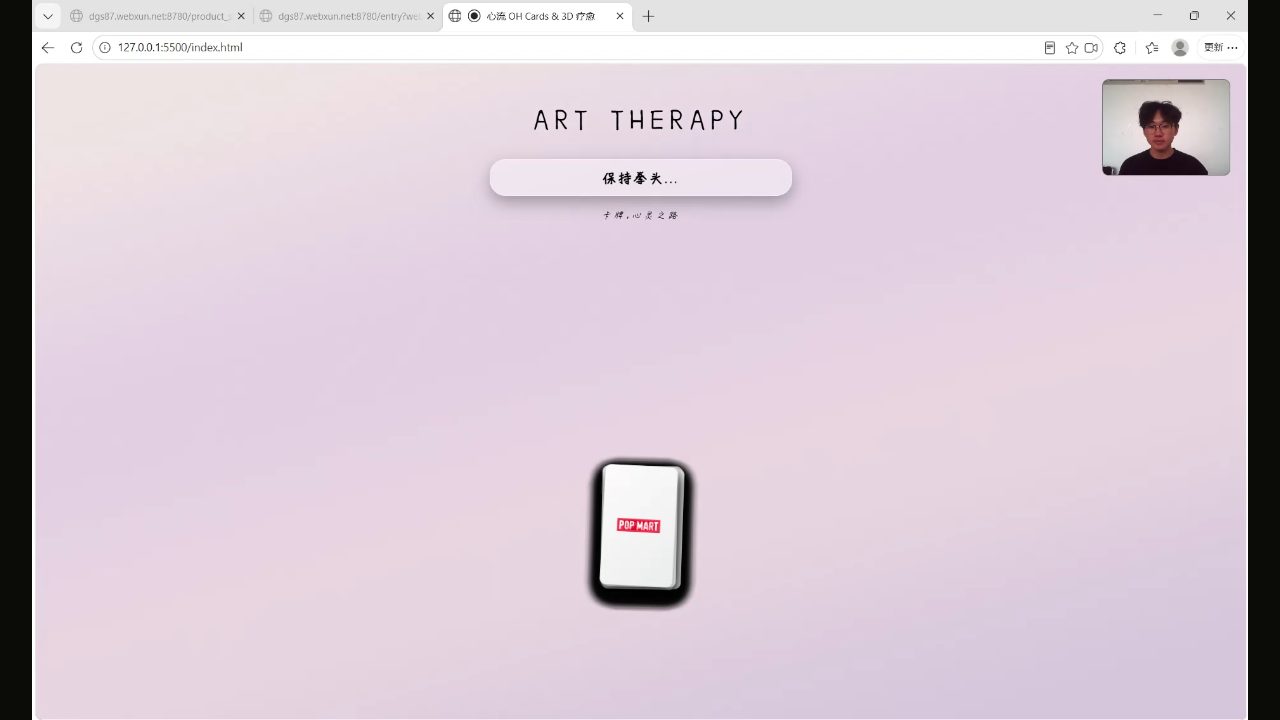 dgs87.webxun.net:8780/product_
dgs87.webxun.net:8780/entry?we
心流 OH Cards & 3D 疗愈
127.0.0.1:5500/index.html
更新
ART THERAPY
保持拳头...
卡牌,心灵之路
POP MART